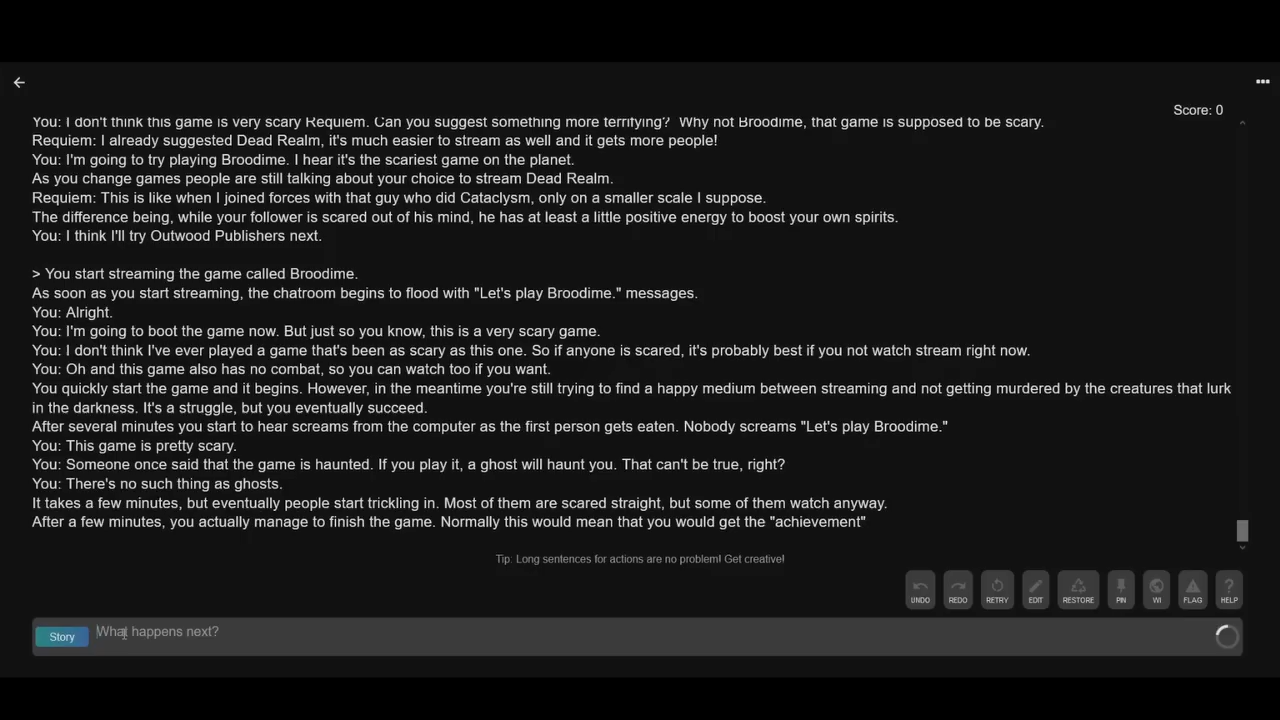 Score: 0
You: I don't think this game is very scary Requiem. Can you suggest something more terrifying?  Why not Broodime, that game is supposed to be scary.
Requiem: I already suggested Dead Realm, it's much easier to stream as well and it gets more people!
You: I'm going to try playing Broodime. I hear it's the scariest game on the planet.
As you change games people are still talking about your choice to stream Dead Realm.
Requiem: This is like when I joined forces with that guy who did Cataclysm, only on a smaller scale I suppose.
The difference being, while your follower is scared out of his mind, he has at least a little positive energy to boost your own spirits.
You: I think I'll try Outwood Publishers next.
> You start streaming the game called Broodime.
As soon as you start streaming, the chatroom begins to flood with "Let's play Broodime." messages.
You: Alright.
You: I'm going to boot the game now. But just so you know, this is a very scary game.
You: I don't think I've ever played a game that's been as scary as this one. So if anyone is scared, it's probably best if you not watch stream right now.
You: Oh and this game also has no combat, so you can watch too if you want.
You quickly start the game and it begins. However, in the meantime you're still trying to find a happy medium between streaming and not getting murdered by the creatures that lurk
in the darkness. It's a struggle, but you eventually succeed.
After several minutes you start to hear screams from the computer as the first person gets eaten. Nobody screams "Let's play Broodime."
You: This game is pretty scary.
You: Someone once said that the game is haunted. If you play it, a ghost will haunt you. That can't be true, right?
You: There's no such thing as ghosts.
It takes a few minutes, but eventually people start trickling in. Most of them are scared straight, but some of them watch anyway.
After a few minutes, you actually manage to finish the game. Normally this would mean that you would get the "achievement"
Tip: Long sentences for actions are no problem! Get creative!
UNDO REDO RETRY EDIT RESTORE PIN WI FLAG HELP
Story What happens next?